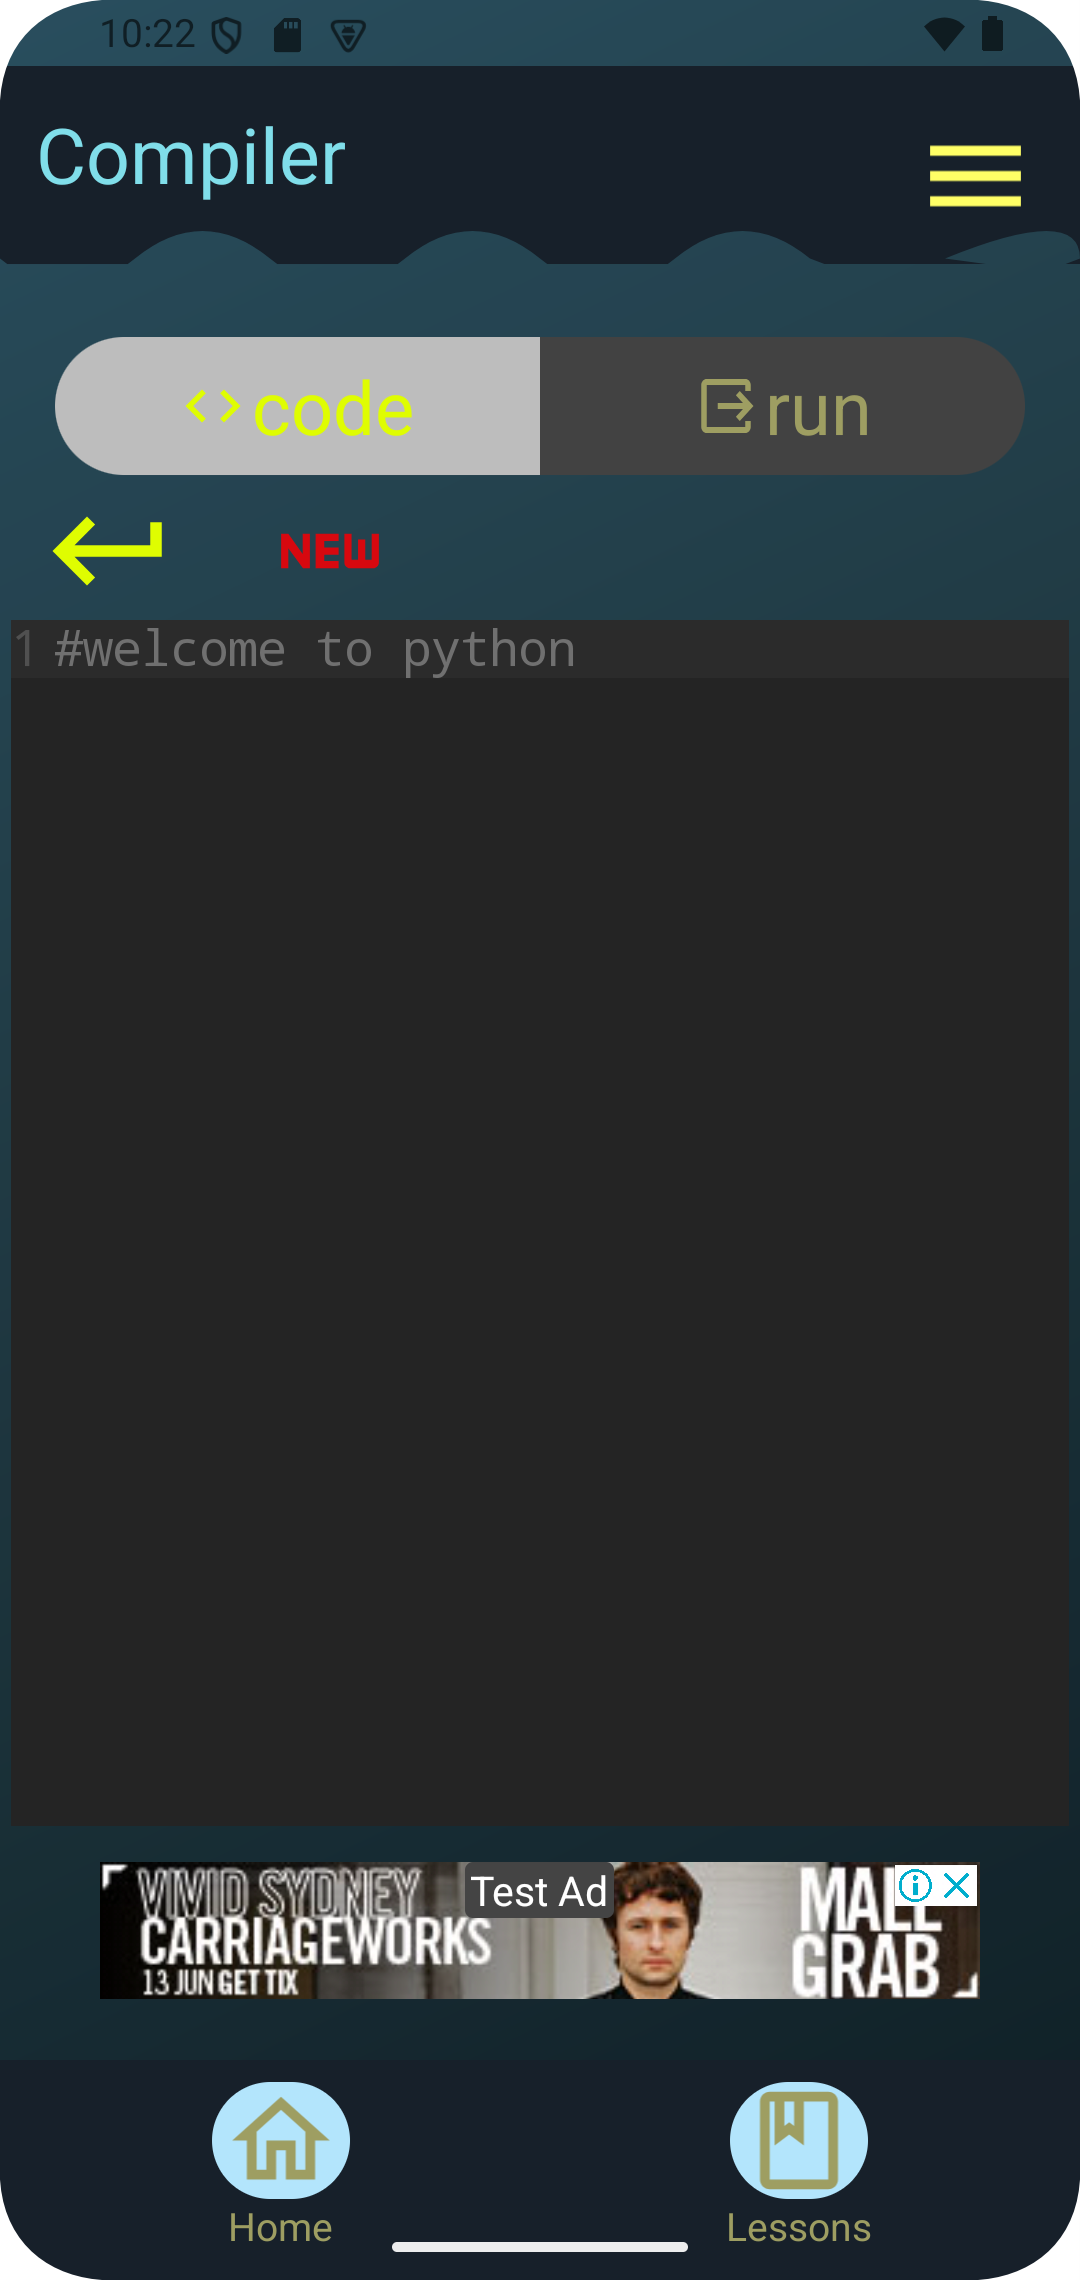 10:22
Compiler
code
run
NEW
1 #welcome to python
VIVID SYDNEY
CARRIAGEWORKS
13 JUN GET TIX
Test Ad
MALL
GRAB
Home
Lessons